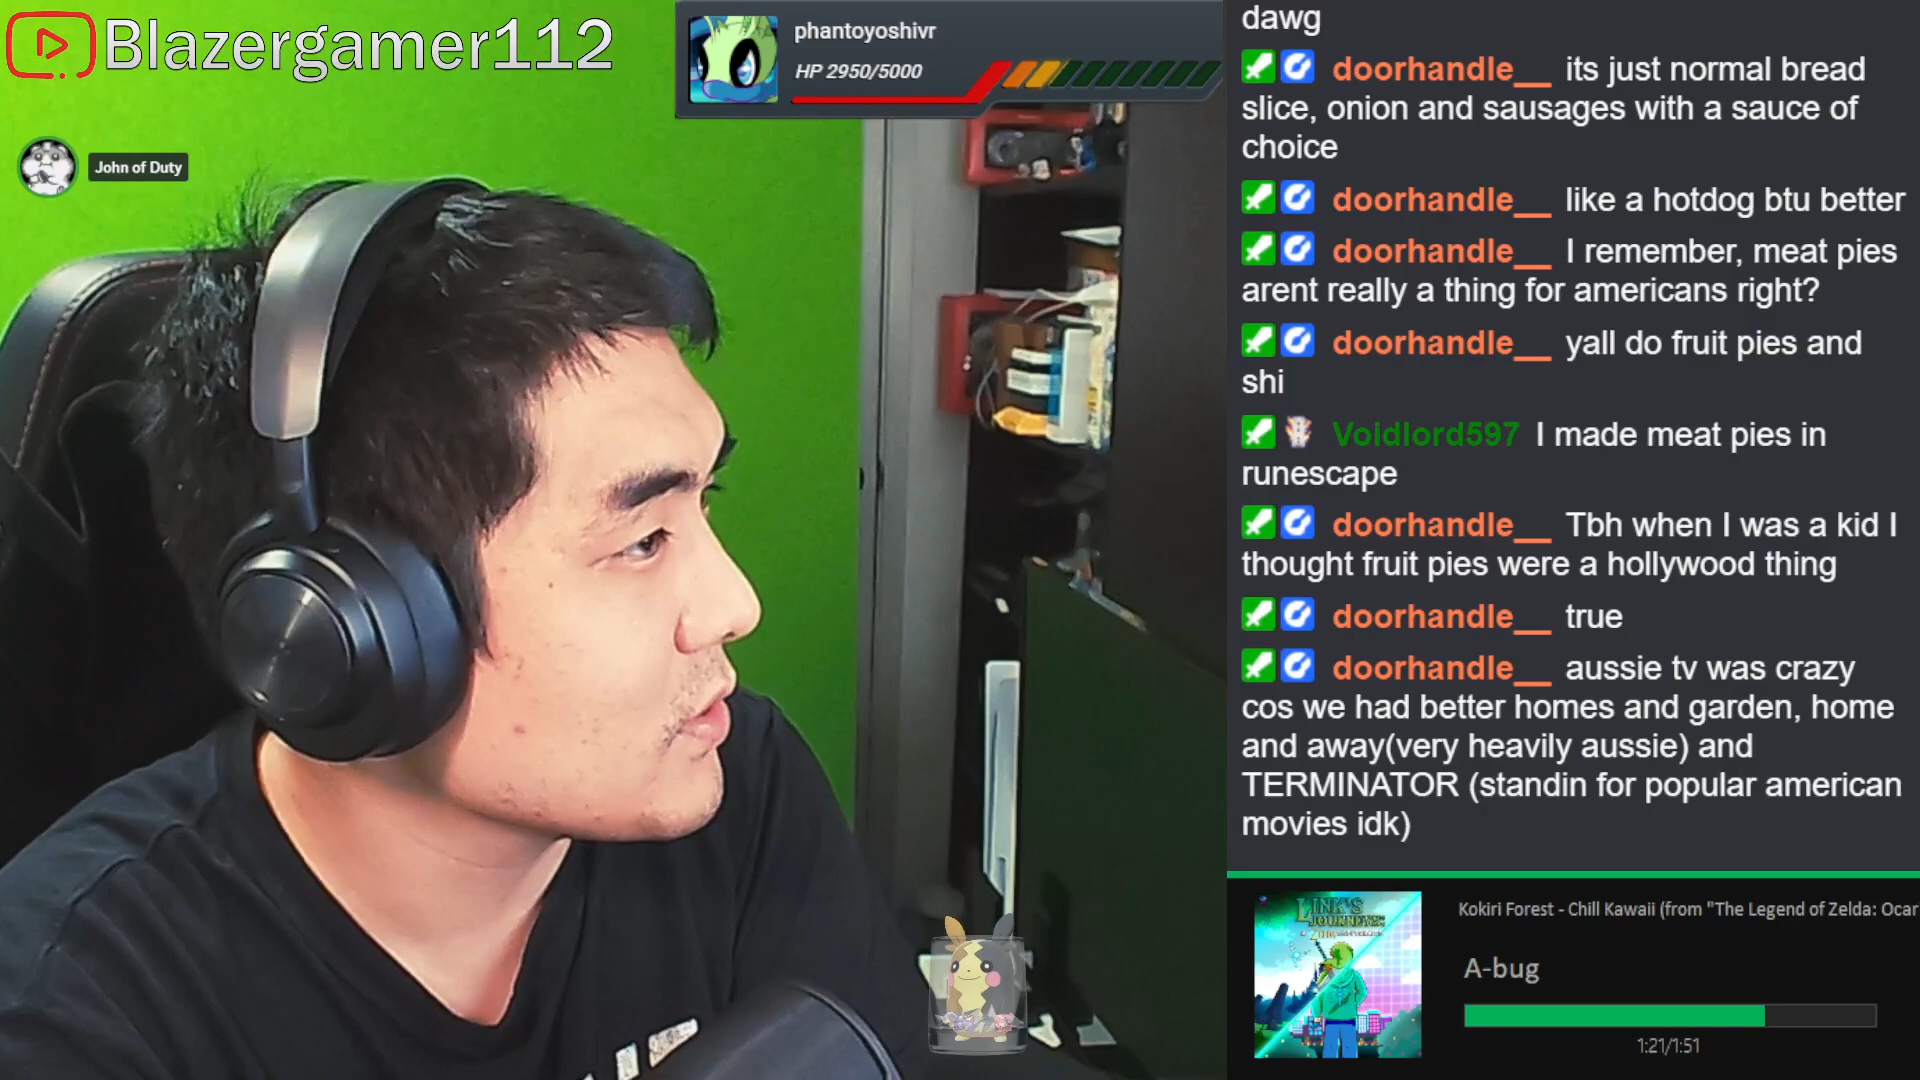 Blazergamer112
phantoyoshivr
HP 2950/5000
John of Duty
dawg
doorhandle__ its just normal bread
slice, onion and sausages with a sauce of
choice
doorhandle__ like a hotdog btu better
doorhandle__ I remember, meat pies
arent really a thing for americans right?
doorhandle__ yall do fruit pies and
shi
Voidlord597 I made meat pies in
runescape
doorhandle__ Tbh when I was a kid I
thought fruit pies were a hollywood thing
doorhandle__ true
doorhandle__ aussie tv was crazy
cos we had better homes and garden, home
and away(very heavily aussie) and
TERMINATOR (standin for popular american
movies idk)
LINK'S
Kokiri Forest - Chill Kawaii (from "The Legend of Zelda: Ocar
A-bug
1:21/1:51